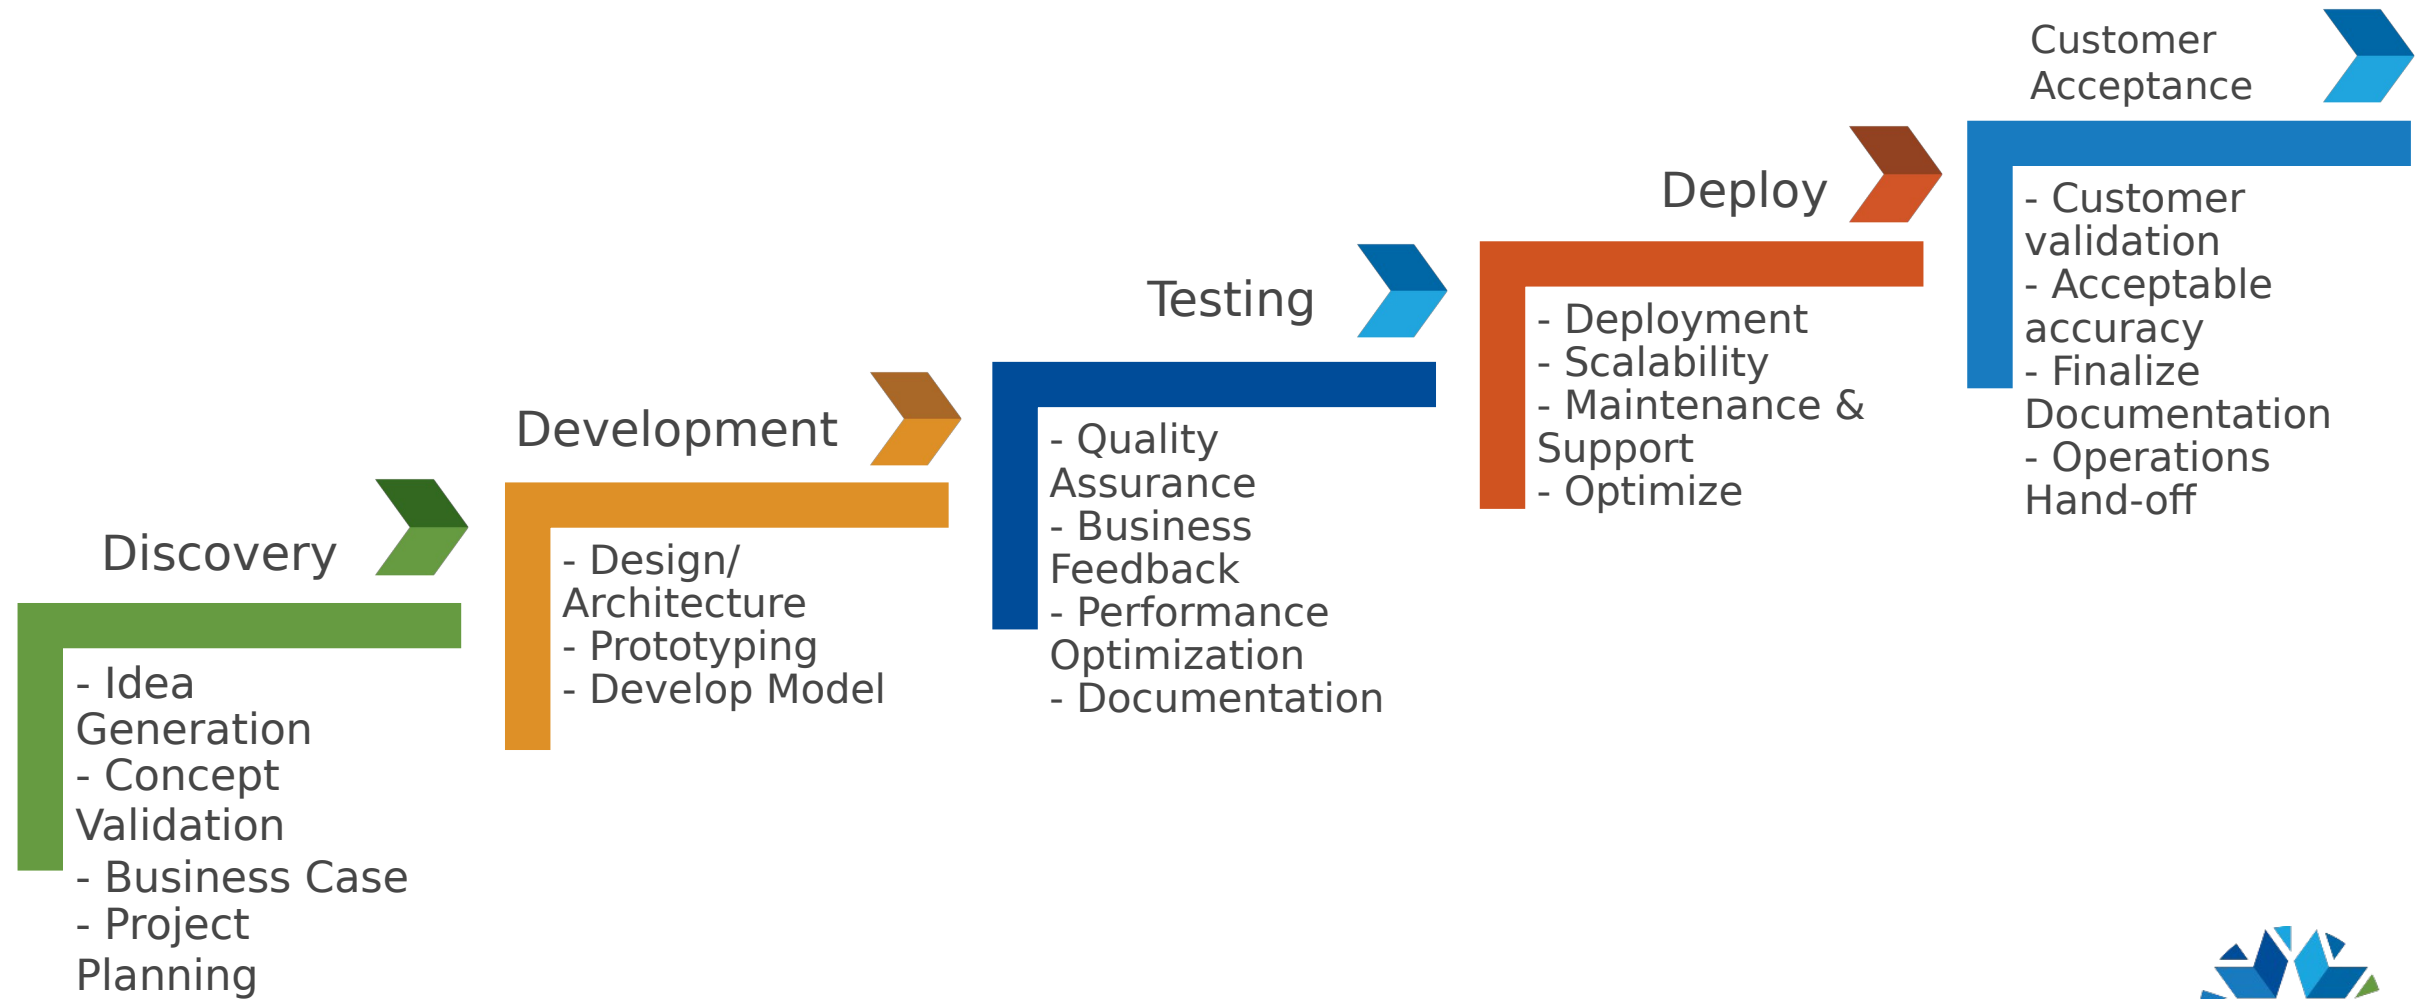 Discovery
- Idea
Generation
- Concept
Validation
- Business Case
- Project
Planning
Development
- Design/
Architecture
- Prototyping
- Develop Model
Testing
- Quality
Assurance
- Business
Feedback
- Performance
Optimization
- Documentation
Deploy
- Deployment
- Scalability
- Maintenance &
Support
- Optimize
Customer
Acceptance
- Customer
validation
- Acceptable
accuracy
- Finalize
Documentation
- Operations
Hand-off